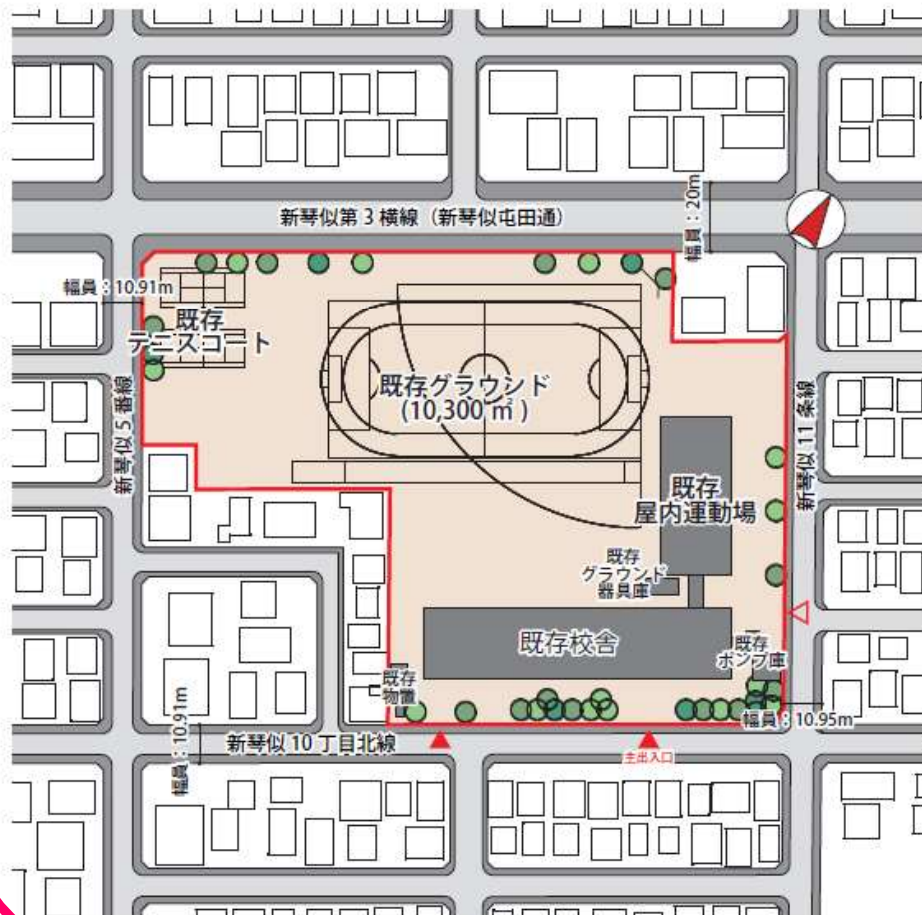 新琴似第3横線（新琴似屯田通）
幅員：20m
幅員：10.91m
既存
テニスコート
既存グラウンド
(10,300㎡)
新琴似5番線
新琴似11条線
既存
屋内運動場
既存
グラウンド
器具庫
既存校舎
既存
ポンプ庫
既存
物置
幅員：10.95m
幅員：10.91m
新琴似10丁目北線
主出入口